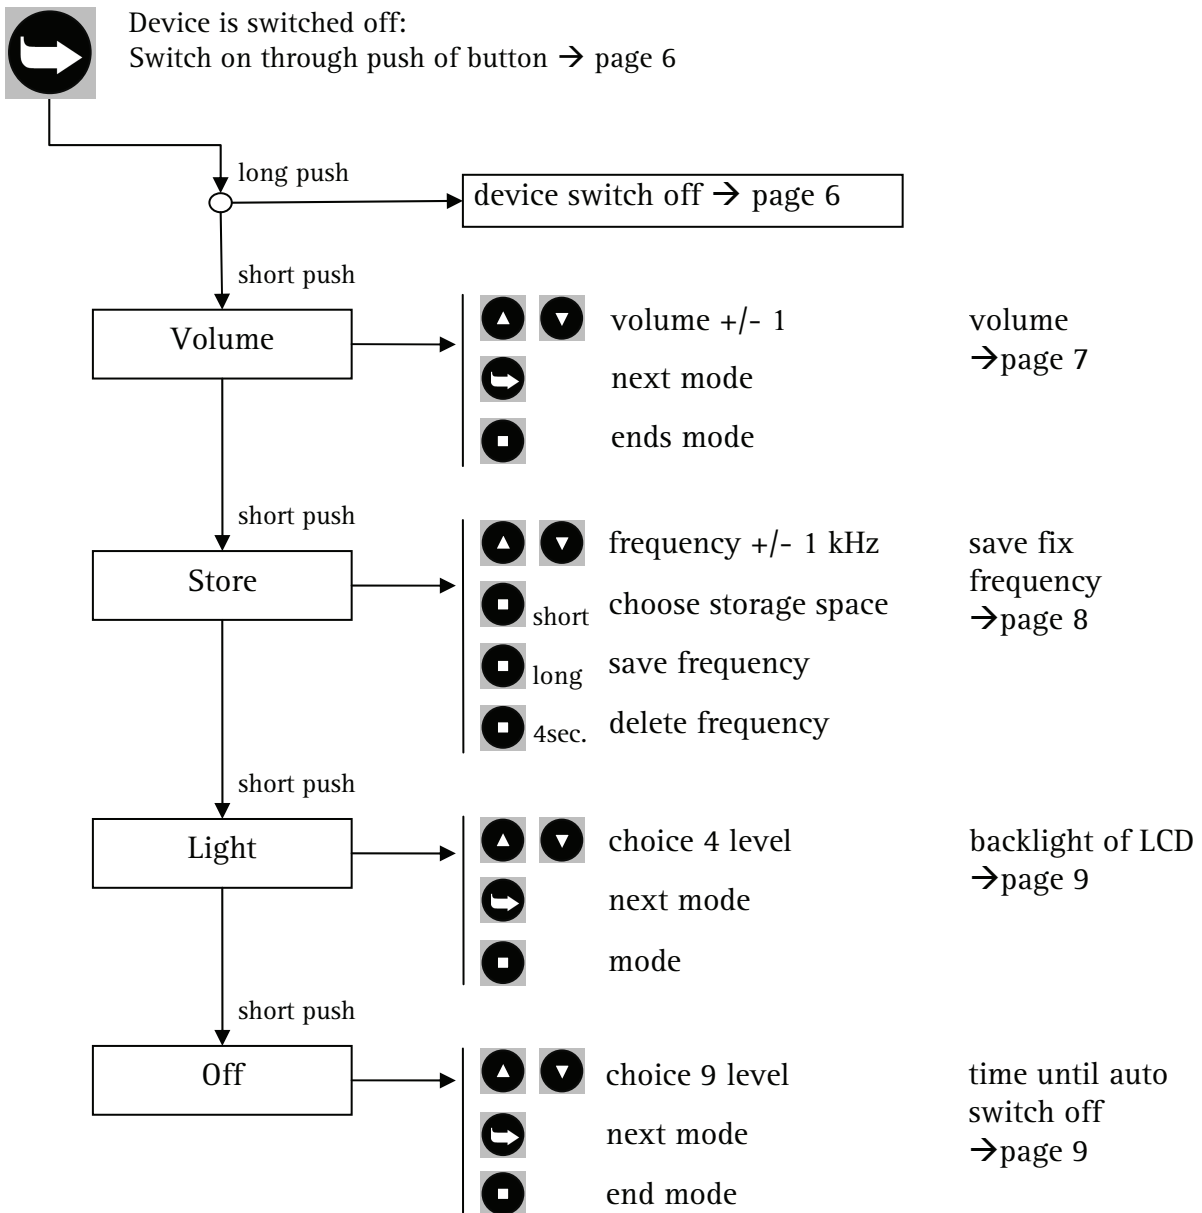 Device is switched off:
Switch on through push of button → page 6
long push
device switch off → page 6
short push
Volume
volume +/- 1
volume
→page 7
next mode
ends mode
short push
Store
frequency +/- 1 kHz
save fix
frequency
→page 8
short choose storage space
long save frequency
4sec. delete frequency
short push
Light
choice 4 level
backlight of LCD
→page 9
next mode
mode
short push
Off
choice 9 level
time until auto
switch off
→page 9
next mode
end mode